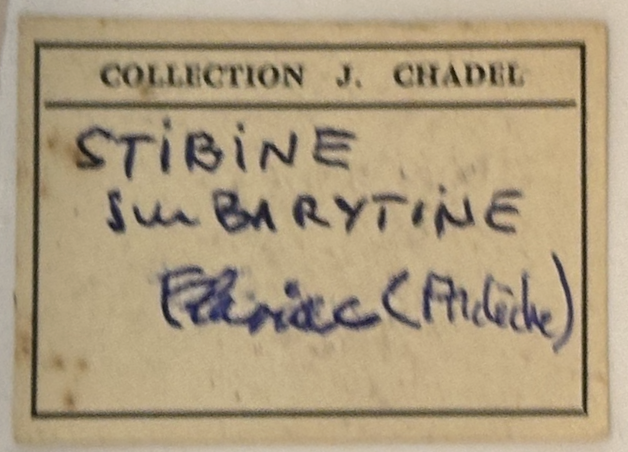 COLLECTION J. CHADEL
STIBINE
sur BARYTINE
(Ardèche)